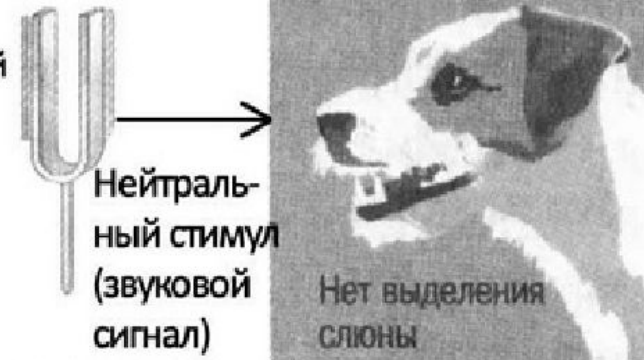 й
Нейтраль-
ный стимул
(звуковой
сигнал)
Нет выделения
слюны